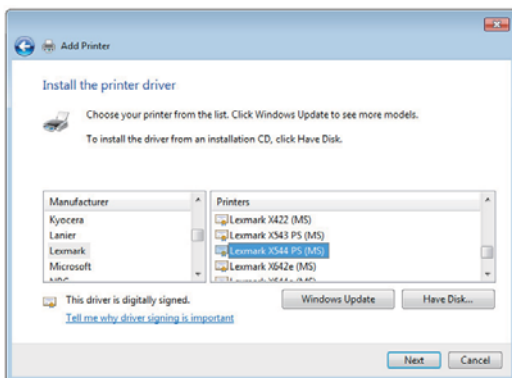 Add Printer
Install the printer driver
Choose your printer from the list. Click Windows Update to see more models.
To install the driver from an installation CD, click Have Disk.
Manufacturer
Kyocera
Lanier
Lexmark
Microsoft
Printers
Lexmark X422 (MS)
Lexmark X543 PS (MS)
Lexmark X544 PS (MS)
Lexmark X642e (MS)
This driver is digitally signed.
Tell me why driver signing is important
Windows Update
Have Disk...
Next
Cancel